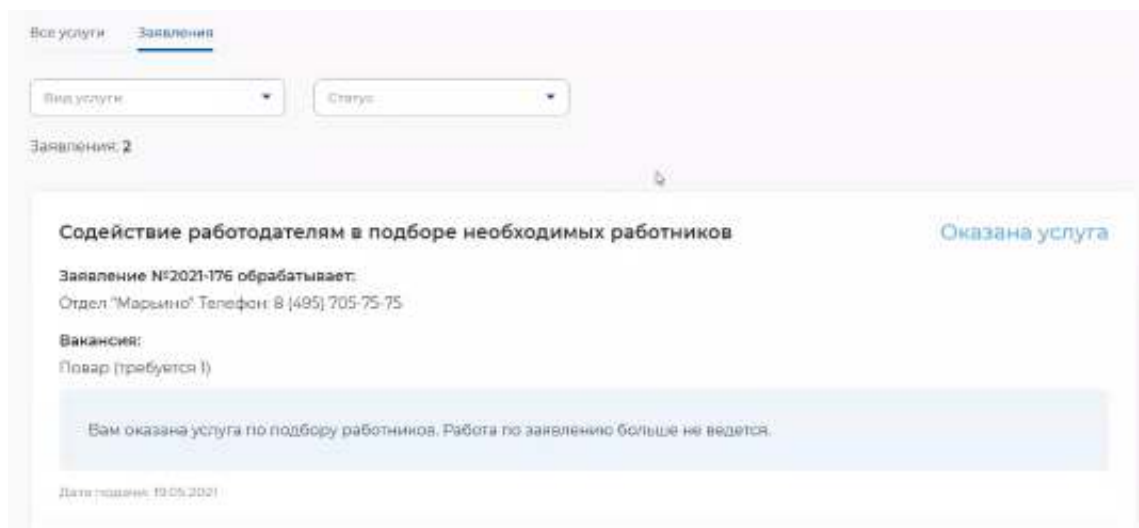 Все услуги Заявления
Вид услуги Статус
Заявления: 2
Содействие работодателям в подборе необходимых работников Оказана услуга
Заявление №2021-176 обрабатывает:
Отдел "Марьино" Телефон: 8 (495) 705-75-75
Вакансия:
Повар (требуется 1)
Вам оказана услуга по подбору работников. Работа по заявлению больше не ведется.
Дата подачи: 19.05.2021